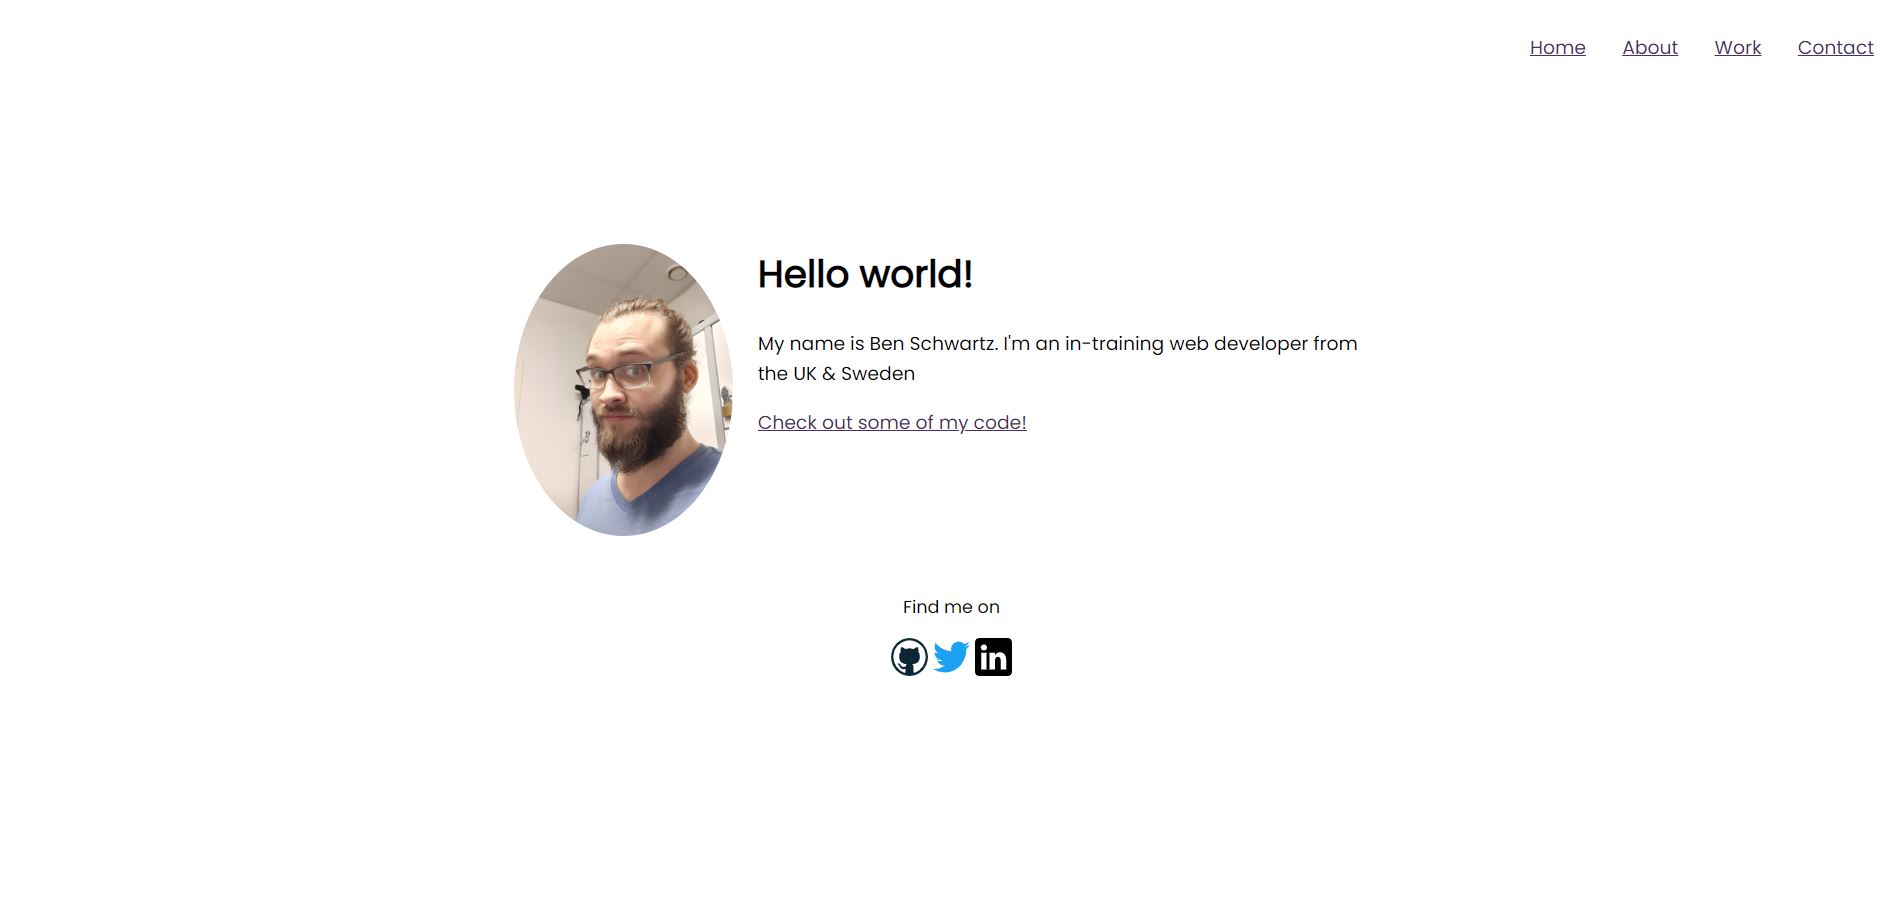 Home About Work Contact
Hello world!
My name is Ben Schwartz. I'm an in-training web developer from
the UK & Sweden
Check out some of my code!
Find me on
in